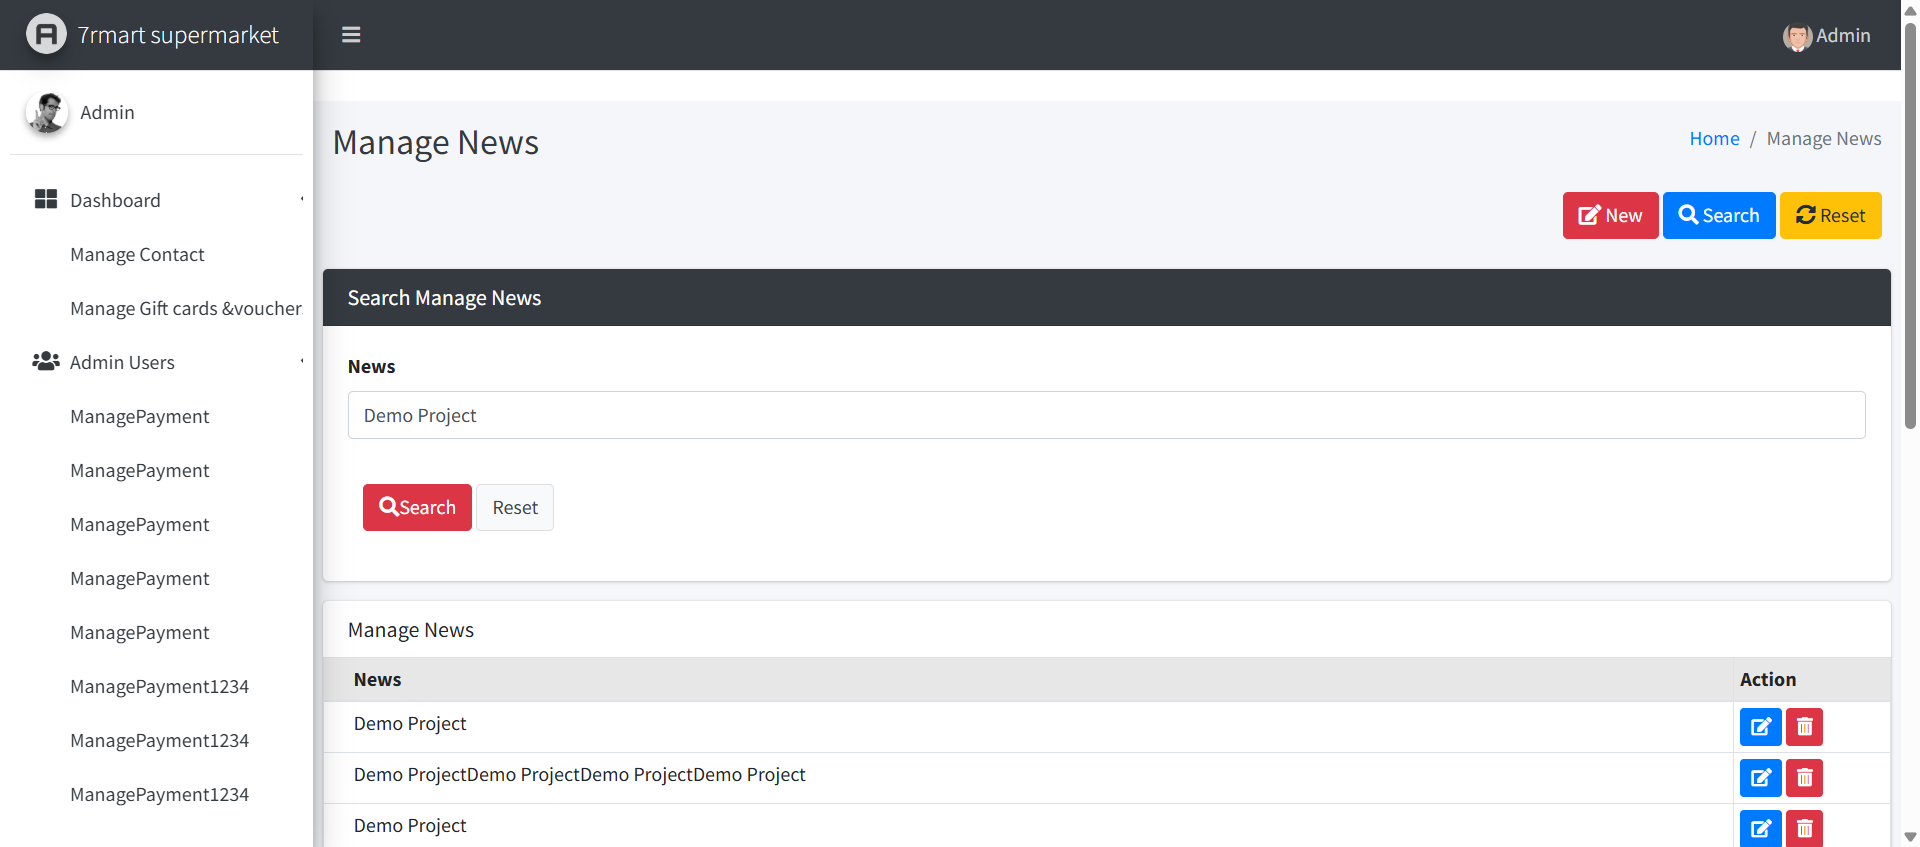 7rmart supermarket
Admin
Admin
Manage News
Home / Manage News
New
Search
Reset
Dashboard
Manage Contact
Manage Gift cards &voucher
Admin Users
ManagePayment
ManagePayment
ManagePayment
ManagePayment
ManagePayment
ManagePayment1234
ManagePayment1234
ManagePayment1234
Search Manage News
News
Demo Project
Search
Reset
Manage News
News Action
Demo Project
Demo ProjectDemo ProjectDemo ProjectDemo Project
Demo Project